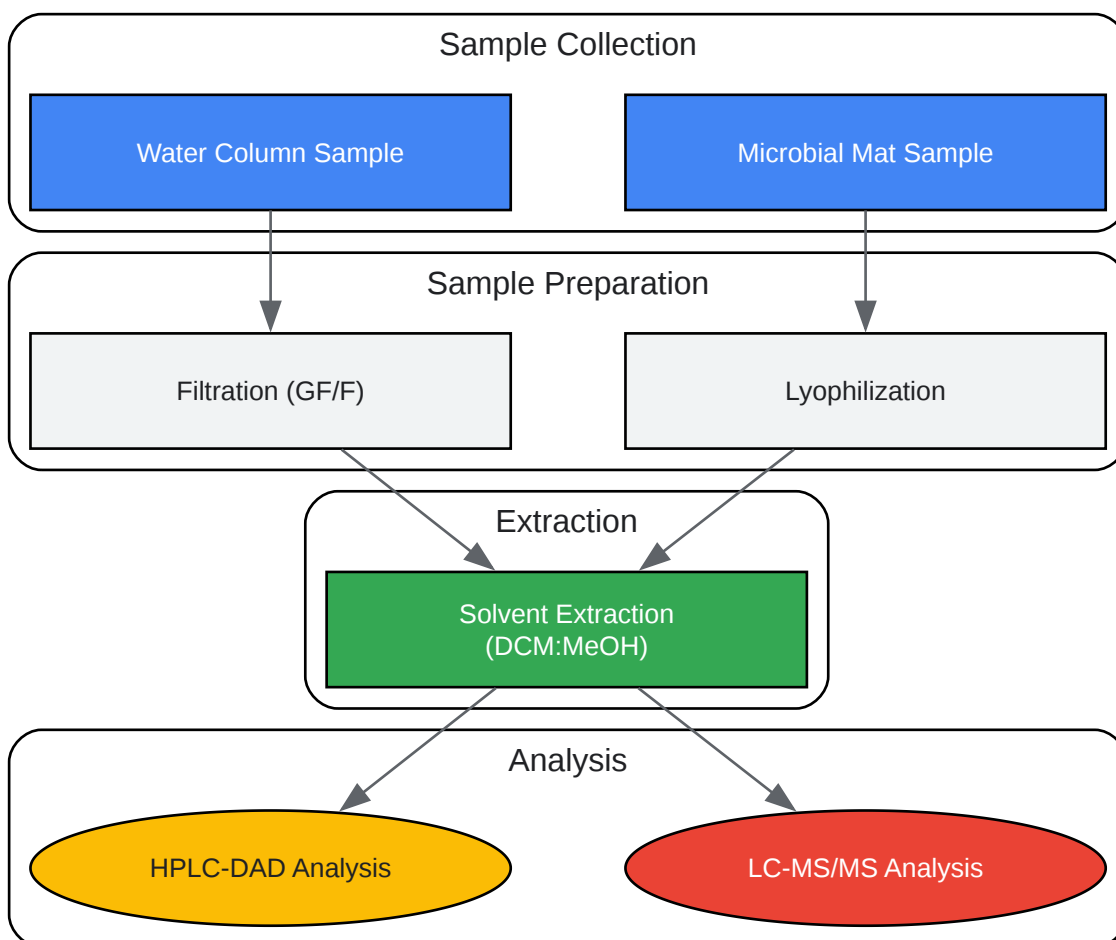 Sample Collection
Water Column Sample
Microbial Mat Sample
Sample Preparation
Filtration (GF/F)
Lyophilization
Extraction
Solvent Extraction
(DCM:MeOH)
Analysis
HPLC-DAD Analysis
LC-MS/MS Analysis